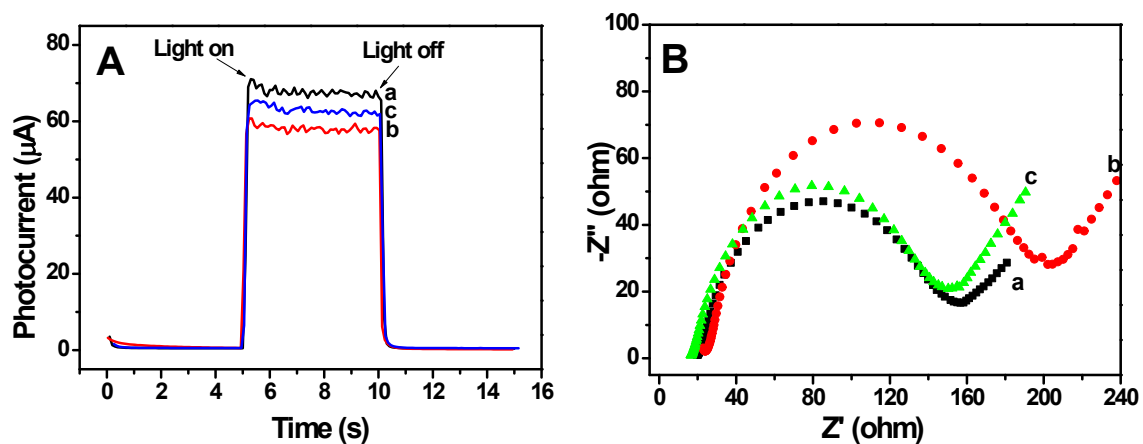 A
Light on
Light off
a
c
b
Photocurrent (μA)
80
60
40
20
0
0 2 4 6 8 10 12 14 16
Time (s)
B
b
c
a
-Z'' (ohm)
100
80
60
40
20
0
0 40 80 120 160 200 240
Z' (ohm)